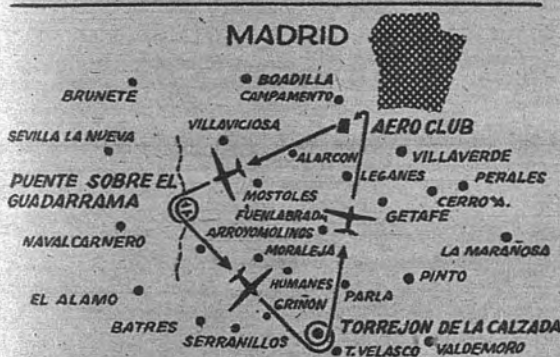 MADRID
BOADILLA
BRUNETE
CAMPAMENTO
SEVILLA LA NUEVA
VILLAVICIOSA
AERO CLUB
ALARCON
VILLAVERDE
PUENTE SOBRE EL
GUADARRAMA
LEGANES
PERALES
MOSTOLES
CERRO
FUENLABRADA
GETAFE
ARROYOMOLINOS
NAVALCARNERO
MORALEJA
LA MARAÑOSA
HUMANES
PINTO
EL ALAMO
GRIÑON
PARLA
BATRES
SERRANILLOS
TORREJON DE LA CALZADA
T. VELASCO
VALDEMORO